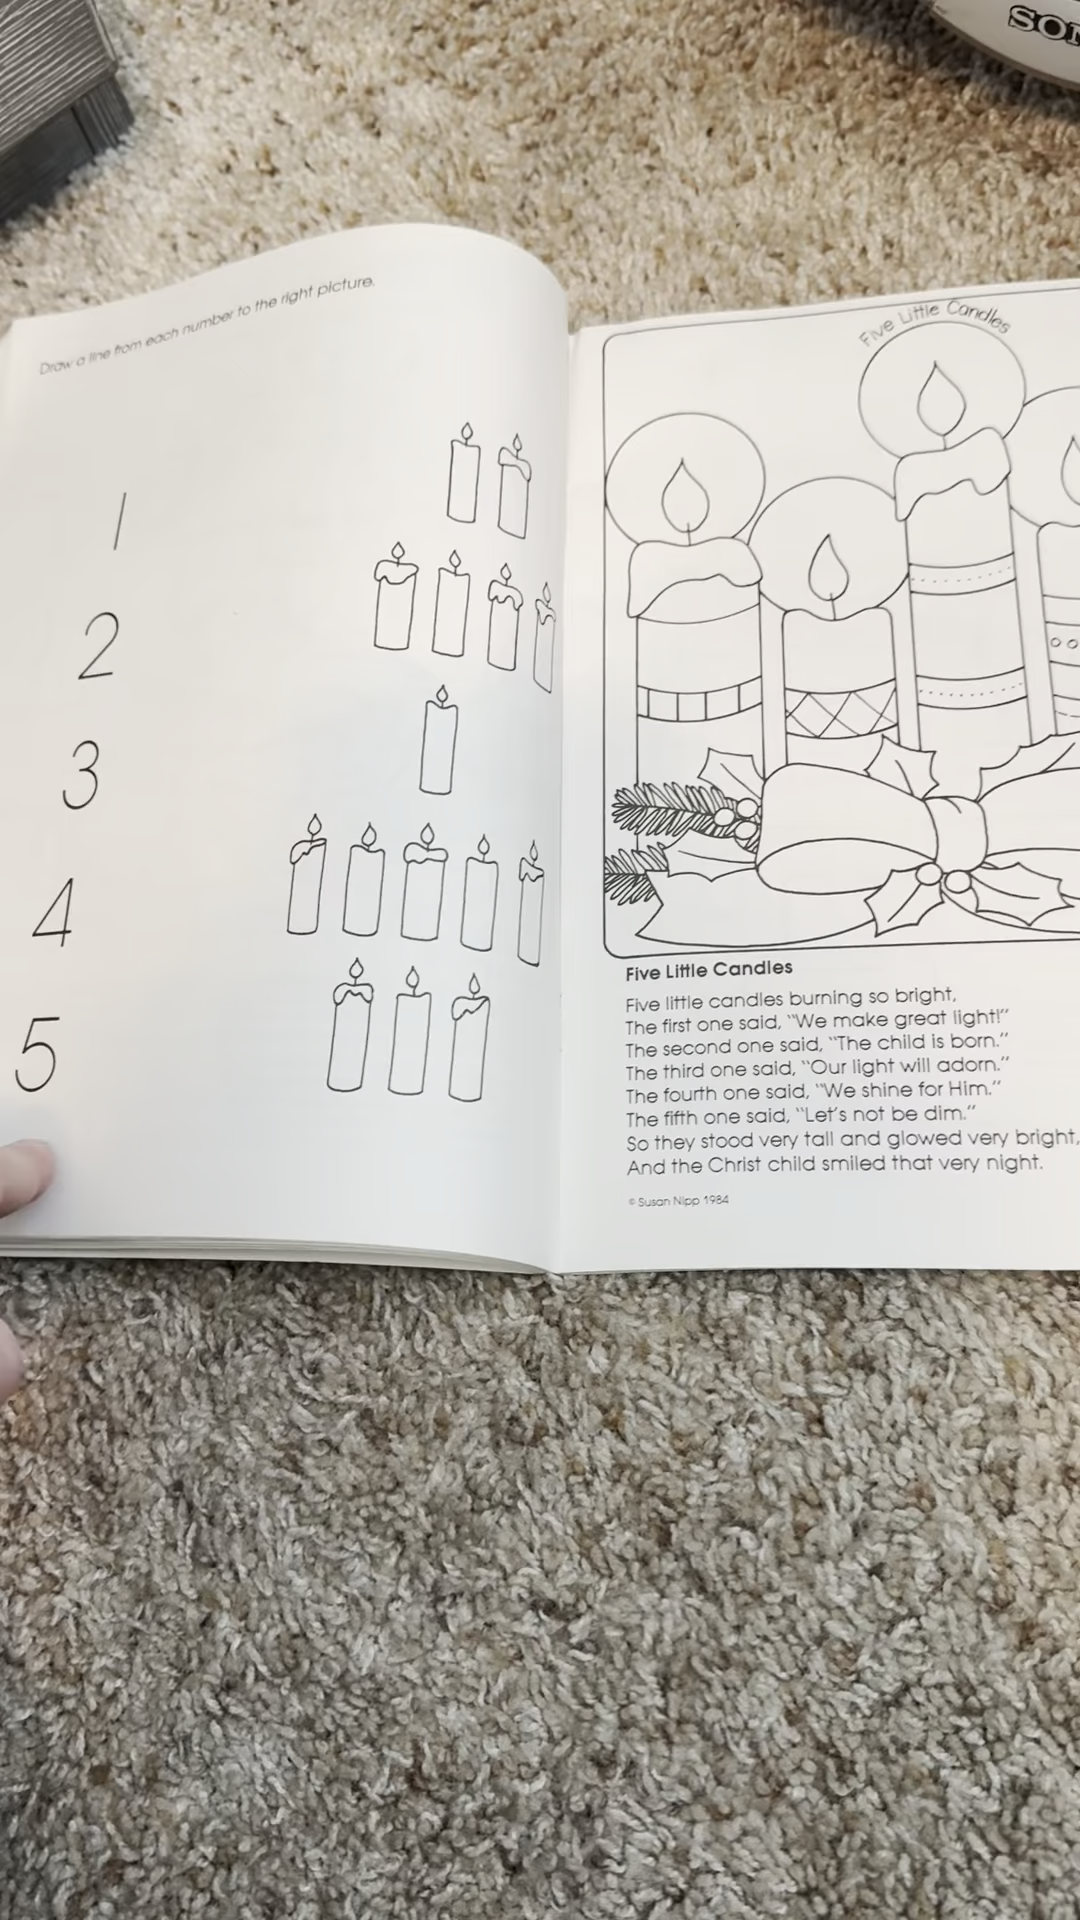 SON
Draw a line from each number to the right picture.
1
2
3
4
5
Five Little Candles
Five Little Candles
Five little candles burning so bright,
The first one said, "We make great light!"
The second one said, "The child is born."
The third one said, "Our light will adorn."
The fourth one said, "We shine for Him."
The fifth one said, "Let's not be dim."
So they stood very tall and glowed very bright,
And the Christ child smiled that very night.
© Susan Nipp 1984